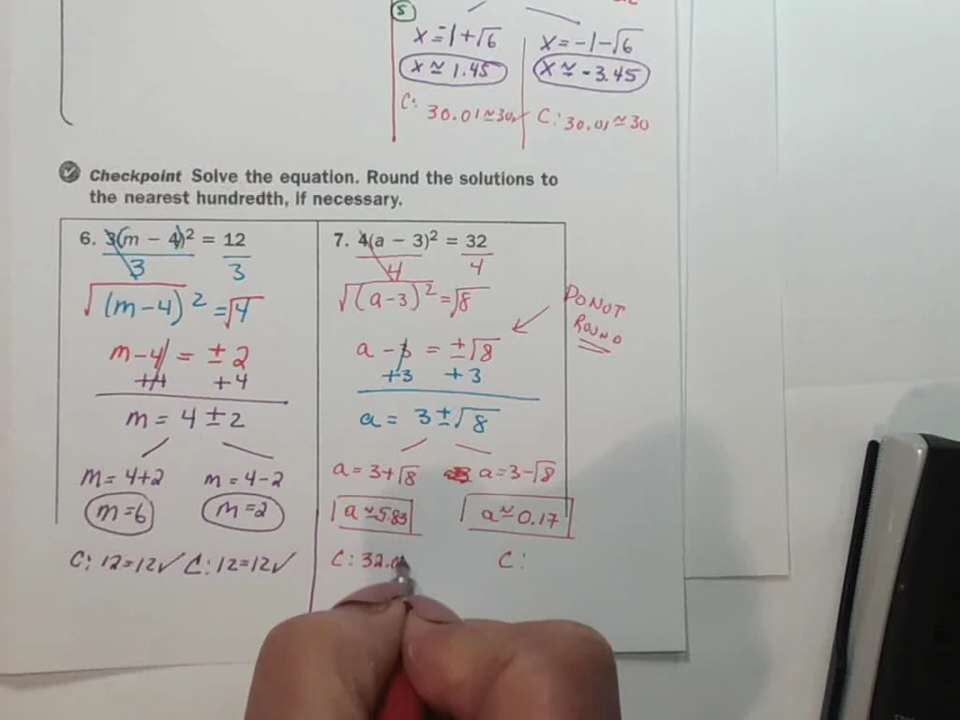 5
x = -1 + √6
x = -1 - √6
x ≈ 1.45
x ≈ -3.45
C: 30.01 ≈ 30 ✓
C: 30.01 ≈ 30
Checkpoint Solve the equation. Round the solutions to
the nearest hundredth, if necessary.
6. 3(m - 4)² = 12
3 3
√(m-4)² = √4
m-4 = ± 2
+4 +4
m = 4 ± 2
m = 4+2 m = 4-2
m=6 m=2
C: 12=12✓ C: 12=12✓
7. 4(a - 3)² = 32
4 4
√(a-3)² = √8
a - 3 = ±√8
+3 +3
a = 3 ± √8
a = 3+√8 a = 3-√8
a ≈ 5.83 a ≈ 0.17
C: 32.0 C:
DO NOT
ROUND